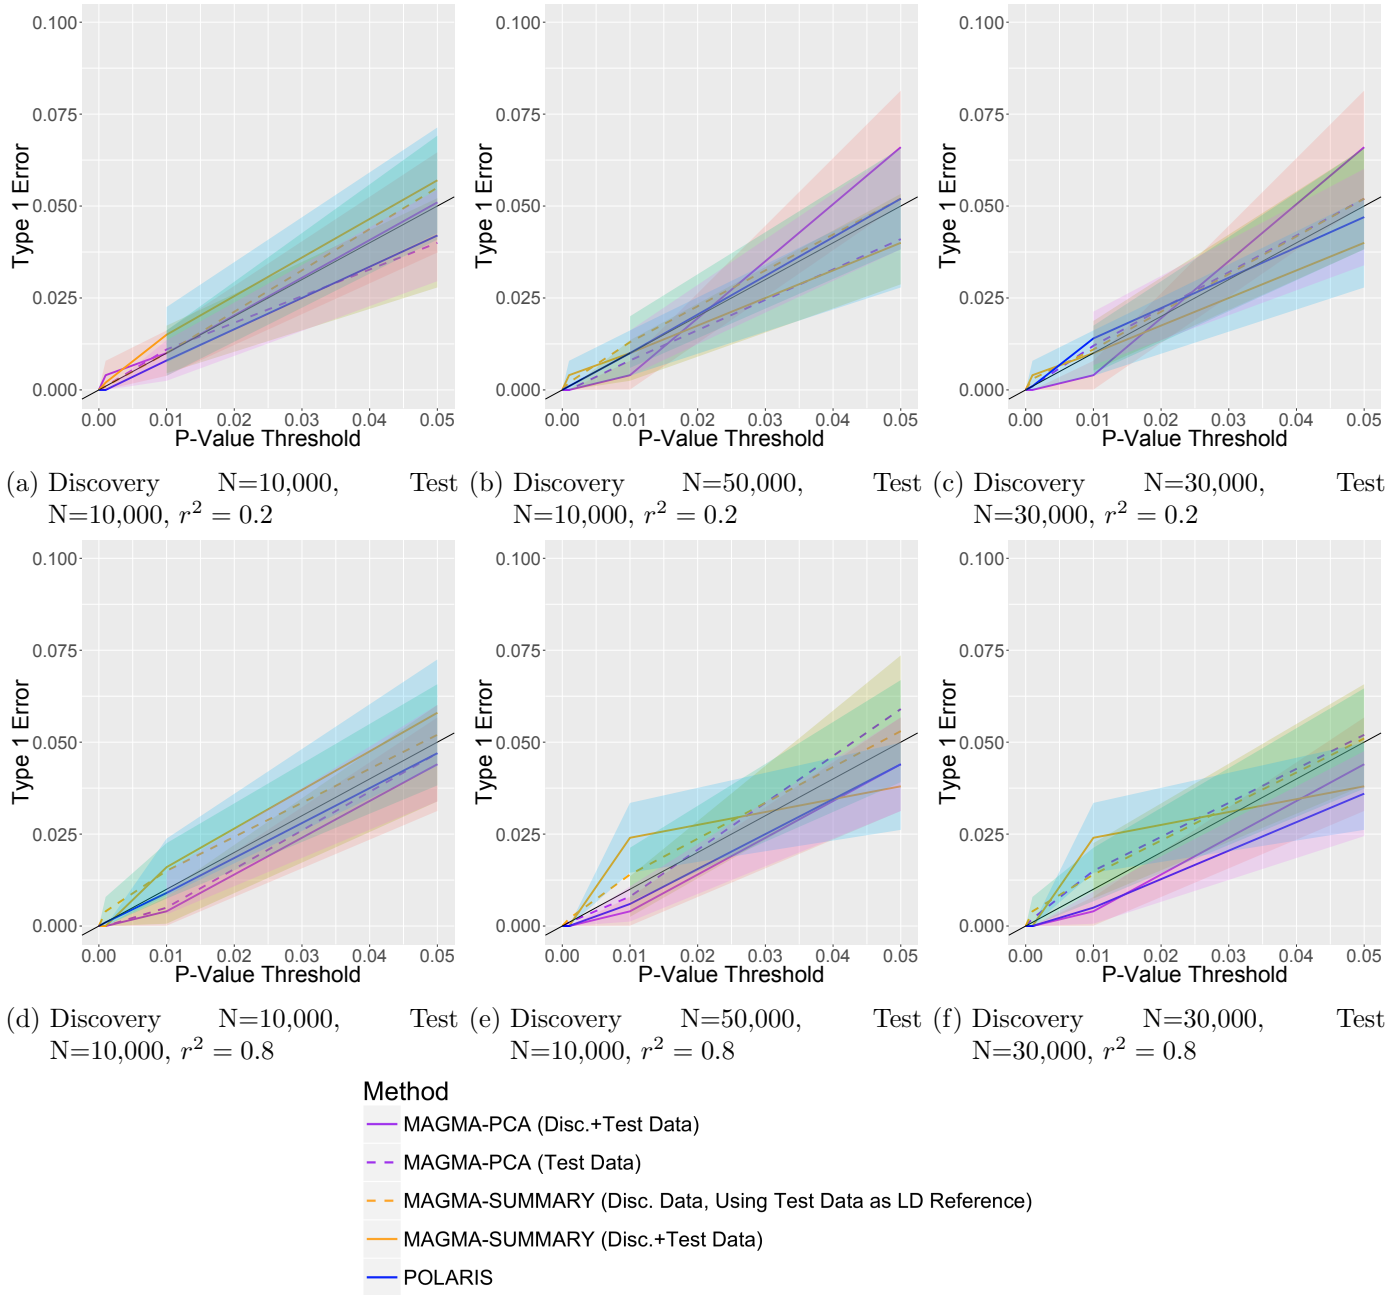 0.100
0.075
0.050
0.025
0.000
Type 1 Error
0.00 0.01 0.02 0.03 0.04 0.05
P-Value Threshold
(a) Discovery N=10,000, Test
N=10,000, r² = 0.2
0.100
0.075
0.050
0.025
0.000
Type 1 Error
0.00 0.01 0.02 0.03 0.04 0.05
P-Value Threshold
(b) Discovery N=50,000, Test
N=10,000, r² = 0.2
0.100
0.075
0.050
0.025
0.000
Type 1 Error
0.00 0.01 0.02 0.03 0.04 0.05
P-Value Threshold
(c) Discovery N=30,000, Test
N=30,000, r² = 0.2
0.100
0.075
0.050
0.025
0.000
Type 1 Error
0.00 0.01 0.02 0.03 0.04 0.05
P-Value Threshold
(d) Discovery N=10,000, Test
N=10,000, r² = 0.8
0.100
0.075
0.050
0.025
0.000
Type 1 Error
0.00 0.01 0.02 0.03 0.04 0.05
P-Value Threshold
(e) Discovery N=50,000, Test
N=10,000, r² = 0.8
0.100
0.075
0.050
0.025
0.000
Type 1 Error
0.00 0.01 0.02 0.03 0.04 0.05
P-Value Threshold
(f) Discovery N=30,000, Test
N=30,000, r² = 0.8
Method
MAGMA-PCA (Disc.+Test Data)
MAGMA-PCA (Test Data)
MAGMA-SUMMARY (Disc. Data, Using Test Data as LD Reference)
MAGMA-SUMMARY (Disc.+Test Data)
POLARIS